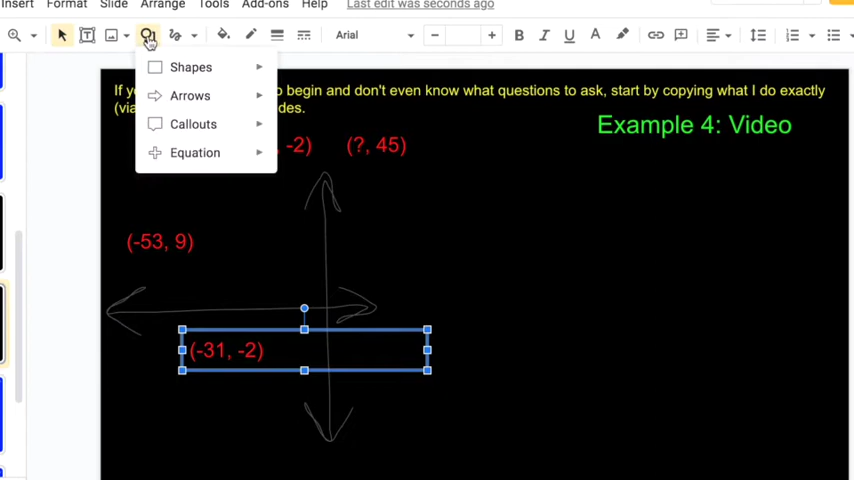 Insert Format Slide Arrange Tools Add-ons Help Last edit was seconds ago
Arial
B I U A
Shapes
Arrows
Callouts
Equation
If begin and don't even know what questions to ask, start by copying what I do exactly
(via
Example 4: Video
-2) (?, 45)
(-53, 9)
(-31, -2)